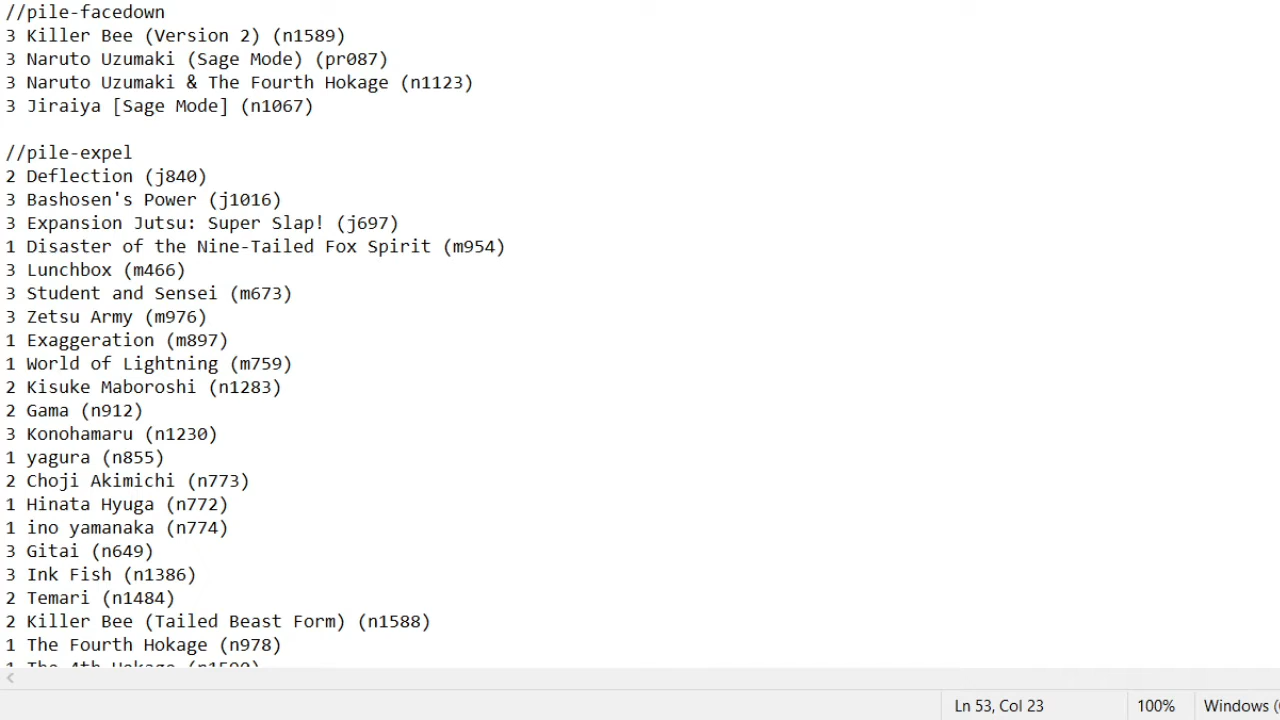 //pile-facedown
3 Killer Bee (Version 2) (n1589)
3 Naruto Uzumaki (Sage Mode) (pr087)
3 Naruto Uzumaki & The Fourth Hokage (n1123)
3 Jiraiya [Sage Mode] (n1067)
//pile-expel
2 Deflection (j840)
3 Bashosen's Power (j1016)
3 Expansion Jutsu: Super Slap! (j697)
1 Disaster of the Nine-Tailed Fox Spirit (m954)
3 Lunchbox (m466)
3 Student and Sensei (m673)
3 Zetsu Army (m976)
1 Exaggeration (m897)
1 World of Lightning (m759)
2 Kisuke Maboroshi (n1283)
2 Gama (n912)
3 Konohamaru (n1230)
1 yagura (n855)
2 Choji Akimichi (n773)
1 Hinata Hyuga (n772)
1 ino yamanaka (n774)
3 Gitai (n649)
3 Ink Fish (n1386)
2 Temari (n1484)
2 Killer Bee (Tailed Beast Form) (n1588)
1 The Fourth Hokage (n978)
1 The 4th Hokage
Ln 53, Col 23
100%
Windows (